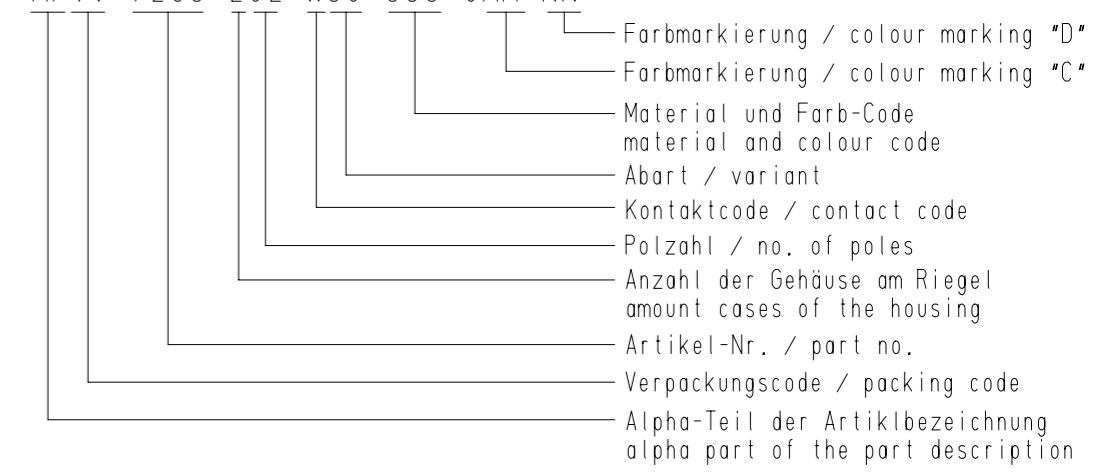 Farbmarkierung / colour marking "D"
Farbmarkierung / colour marking "C"
Material und Farb-Code
material and colour code
Abart / variant
Kontaktcode / contact code
Polzahl / no. of poles
Anzahl der Gehäuse am Riegel
amount cases of the housing
Artikel-Nr. / part no.
Verpackungscode / packing code
Alpha-Teil der Artiklbezeichnung
alpha part of the part description